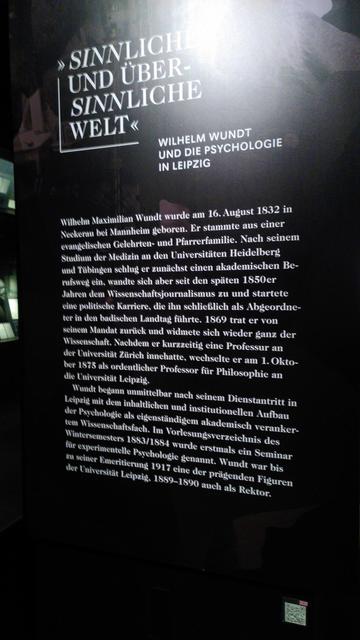 »SINNLICHE
UND ÜBER-
SINNLICHE
WELT«
WILHELM WUNDT
UND DIE PSYCHOLOGIE
IN LEIPZIG
Wilhelm Maximilian Wundt wurde am 16. August 1832 in
Neckerau bei Mannheim geboren. Er stammte aus einer
evangelischen Gelehrten- und Pfarrerfamilie. Nach seinem
Studium der Medizin an den Universitäten Heidelberg
und Tübingen schlug er zunächst einen akademischen Be-
rufsweg ein, wandte sich aber seit den späten 1850er
Jahren dem Wissenschaftsjournalismus zu und startete
eine politische Karriere, die ihn schließlich als Abgeordne-
ter in den badischen Landtag führte. 1869 trat er von
seinem Mandat zurück und widmete sich wieder ganz der
Wissenschaft. Nachdem er kurzzeitig eine Professur an
der Universität Zürich innehatte, wechselte er am 1. Okto-
ber 1875 als ordentlicher Professor für Philosophie an
die Universität Leipzig.
Wundt begann unmittelbar nach seinem Dienstantritt in
Leipzig mit dem inhaltlichen und institutionellen Aufbau
der Psychologie als eigenständigem akademisch veranker-
tem Wissenschaftsfach. Im Vorlesungsverzeichnis des
Wintersemesters 1883/1884 wurde erstmals ein Seminar
für experimentelle Psychologie genannt. Wundt war bis
zu seiner Emeritierung 1917 eine der prägenden Figuren
der Universität Leipzig, 1889–1890 auch als Rektor.